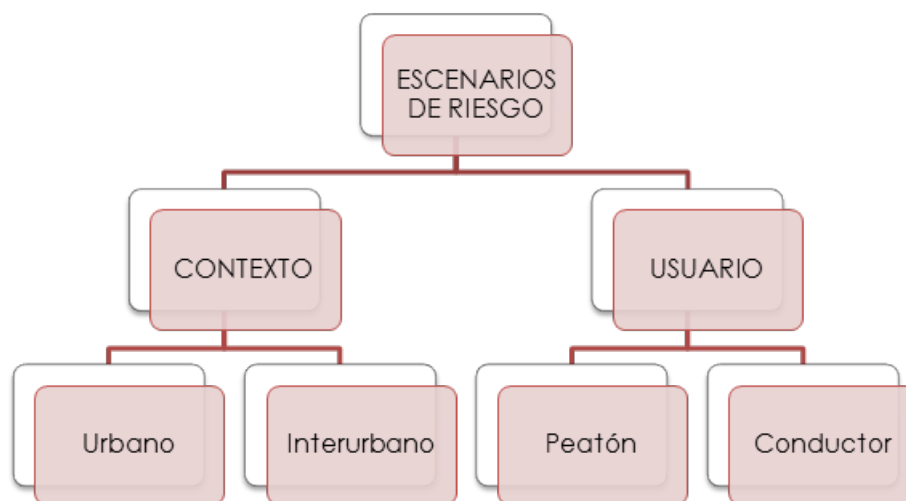 ESCENARIOS
DE RIESGO
CONTEXTO
USUARIO
Urbano
Interurbano
Peatón
Conductor